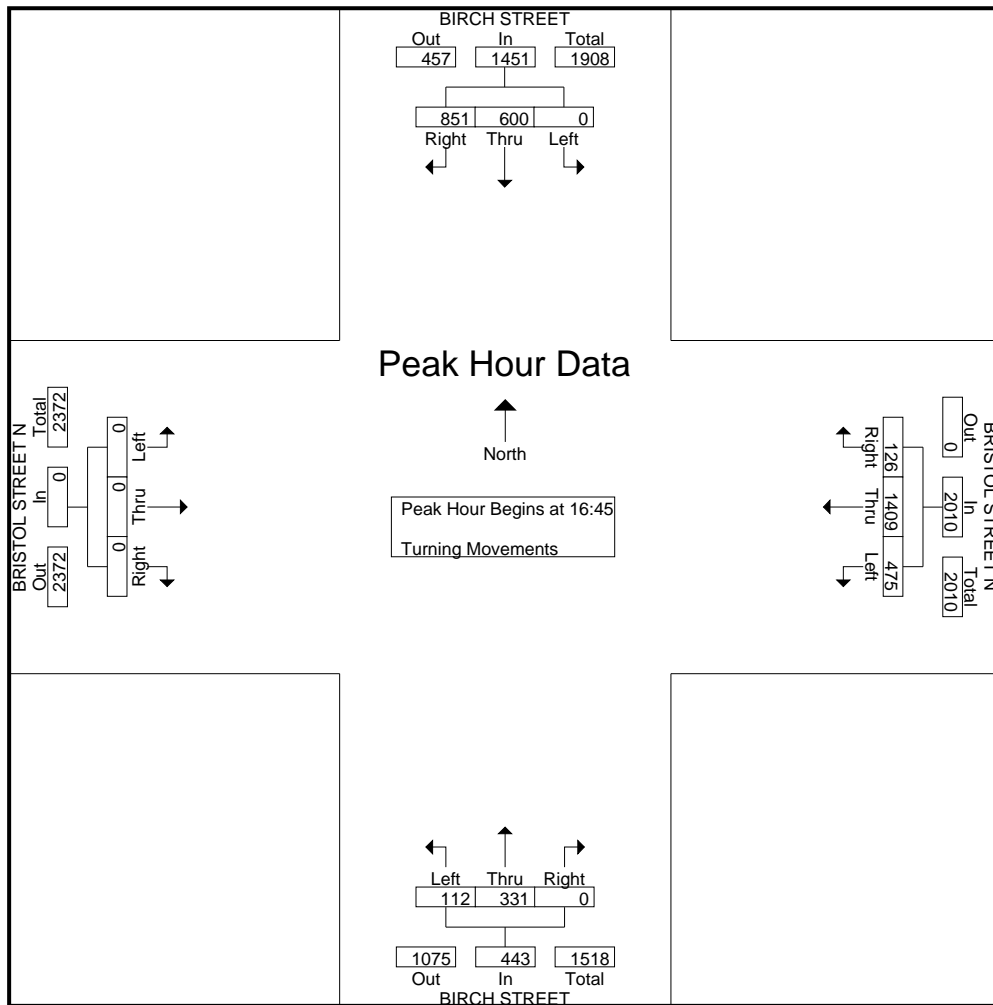 BIRCH STREET
Out In Total
457 1451 1908
851 600 0
Right Thru Left
Peak Hour Data
North
Peak Hour Begins at 16:45
Turning Movements
BRISTOL STREET N
Out In Total
2372 0 2372
0 0 0
Left Thru Right
BRISTOL STREET N
Out In Total
0 2010 2010
126 1409 475
Right Thru Left
Left Thru Right
112 331 0
1075 443 1518
Out In Total
BIRCH STREET